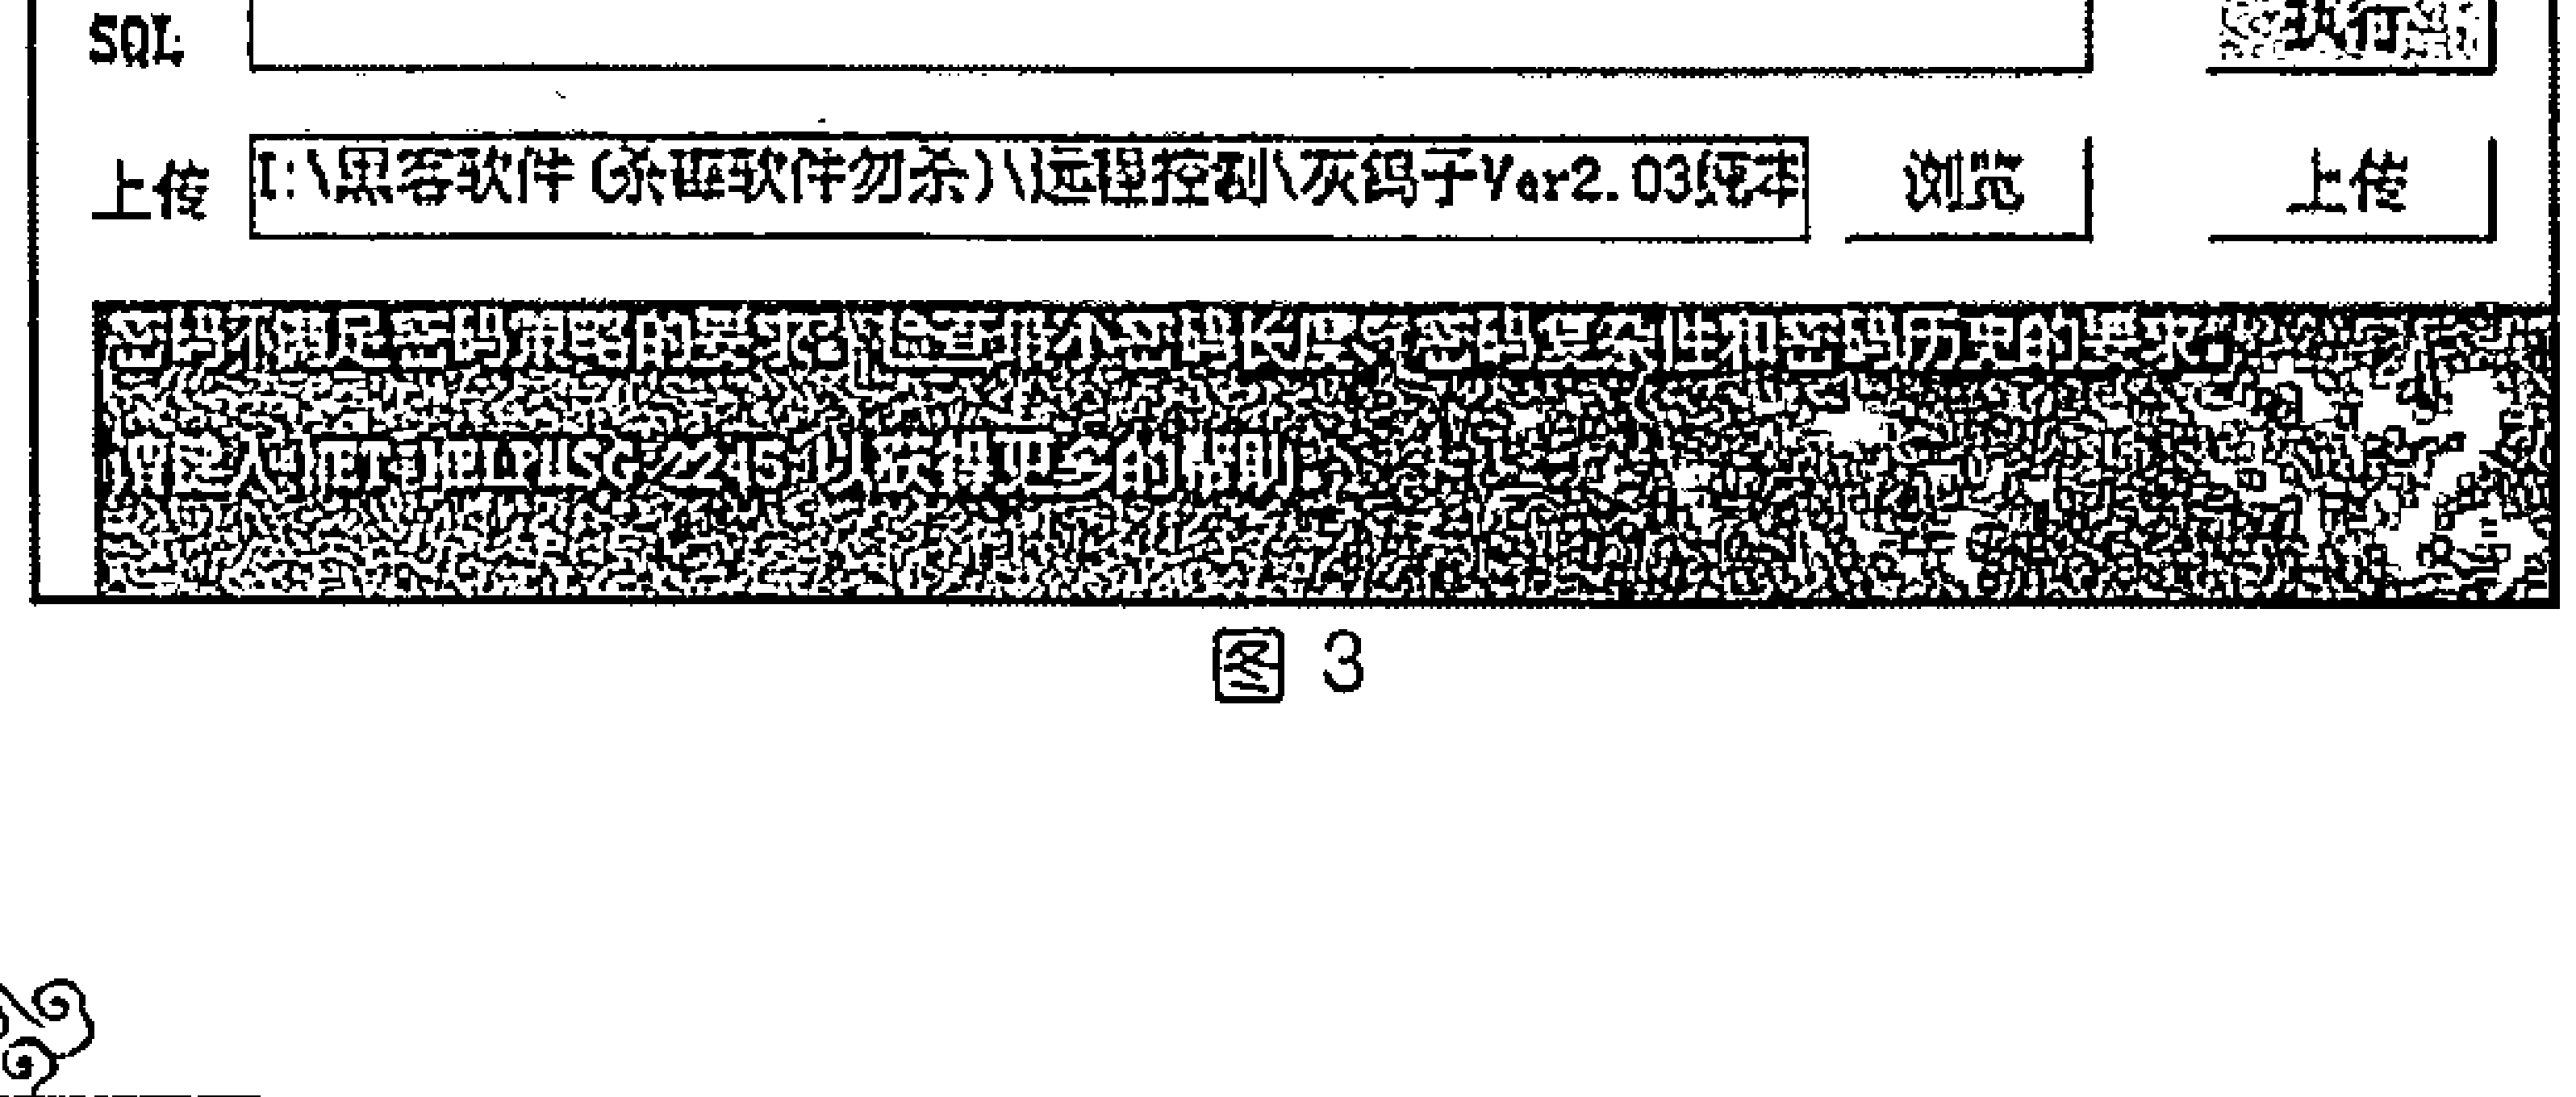 SQL 执行
上传 I:\黑客软件(杀毒软件勿杀)\远程控制\灰鸽子Ver2.03纯本 浏览 上传
密码不满足密码策略的要求。检查最小密码长度、密码复杂性和密码历史的要求。
请键入 NET HELPMSG 2245 以获得更多的帮助。
图 3